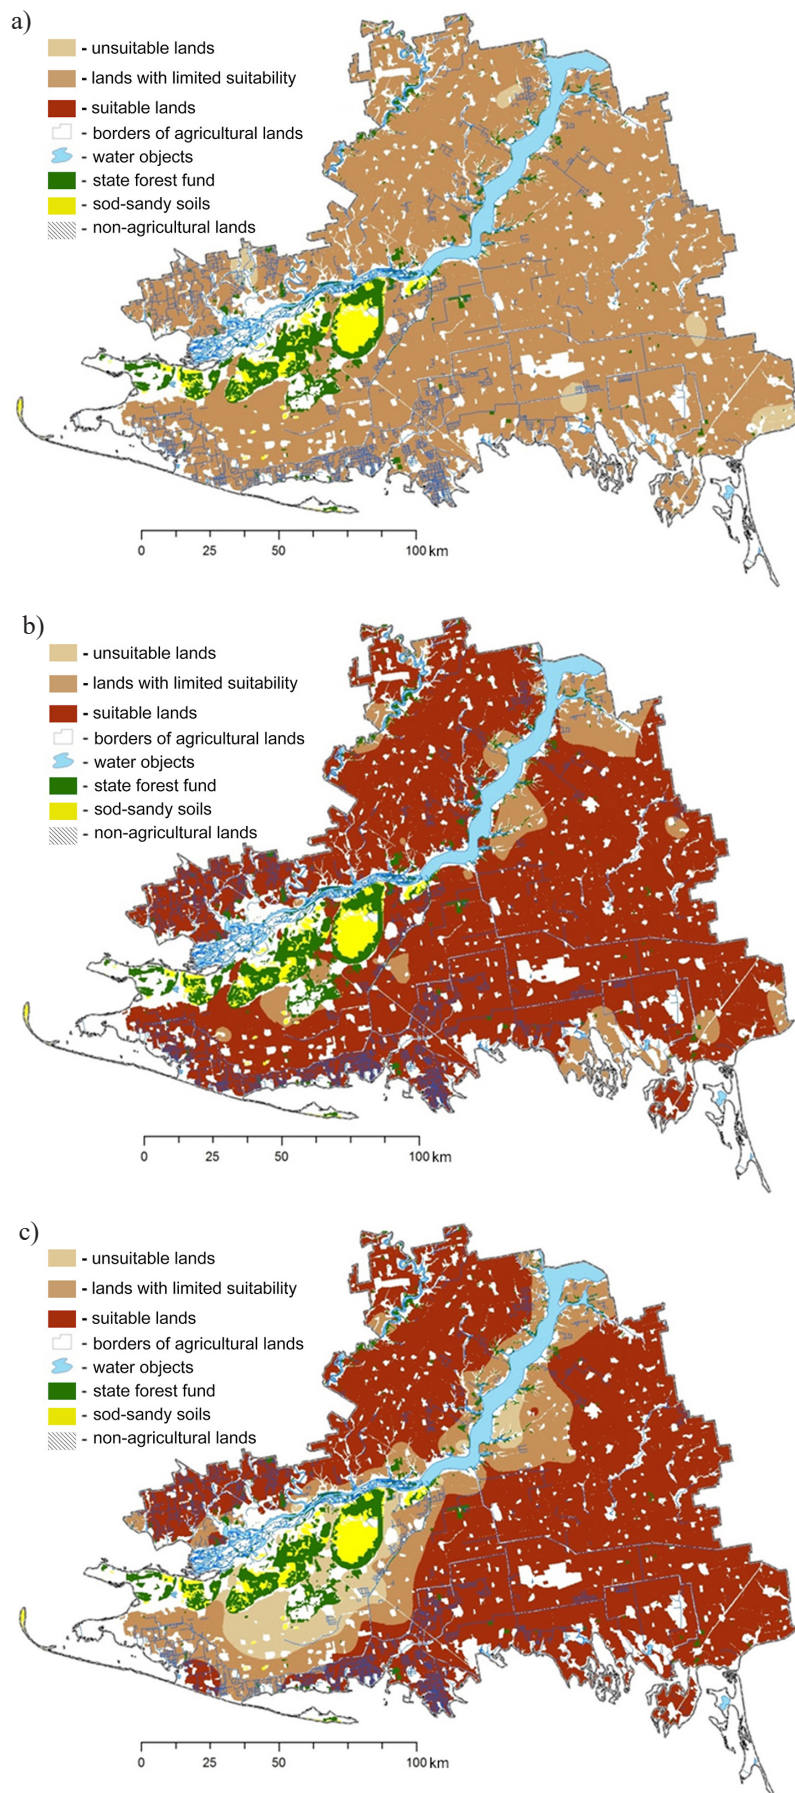 a)
- unsuitable lands
- lands with limited suitability
- suitable lands
- borders of agricultural lands
- water objects
- state forest fund
- sod-sandy soils
- non-agricultural lands
0 25 50 100 km
b)
- unsuitable lands
- lands with limited suitability
- suitable lands
- borders of agricultural lands
- water objects
- state forest fund
- sod-sandy soils
- non-agricultural lands
0 25 50 100 km
c)
- unsuitable lands
- lands with limited suitability
- suitable lands
- borders of agricultural lands
- water objects
- state forest fund
- sod-sandy soils
- non-agricultural lands
0 25 50 100 km